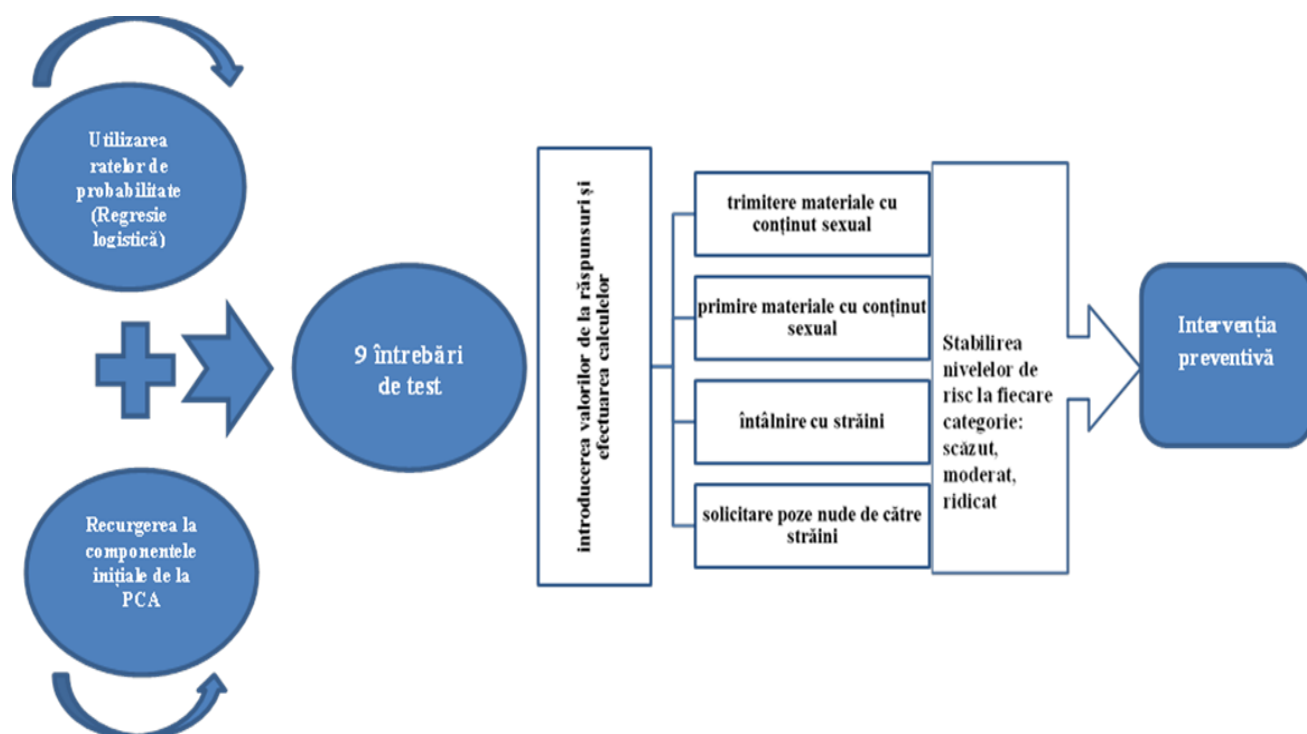 Utilizarea
ratelor de
probabilitate
(Regresie
logistică)
Recurgerea la
componentele
inițiale de la
PCA
9 întrebări
de test
introducerea valorilor de la răspunsuri și
efectuarea calculelor
trimitere materiale cu
conținut sexual
primire materiale cu conținut
sexual
întâlnire cu străini
solicitare poze nude de către
străini
Stabilirea
nivelelor de
risc la fiecare
categorie:
scăzut,
moderat,
ridicat
Intervenția
preventivă